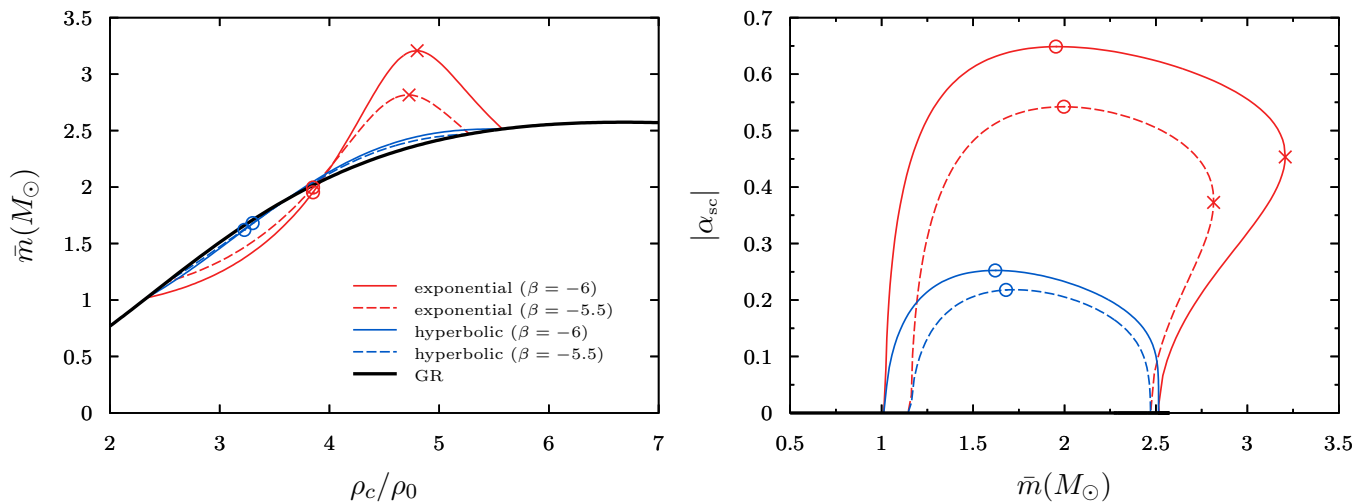 3.5
3
2.5
2
1.5
1
0.5
0
m̄(M⊙)
exponential (β = −6)
exponential (β = −5.5)
hyperbolic (β = −6)
hyperbolic (β = −5.5)
GR
2 3 4 5 6 7
ρc/ρ0
0.7
0.6
0.5
0.4
0.3
0.2
0.1
0
|αsc|
0.5 1 1.5 2 2.5 3 3.5
m̄(M⊙)